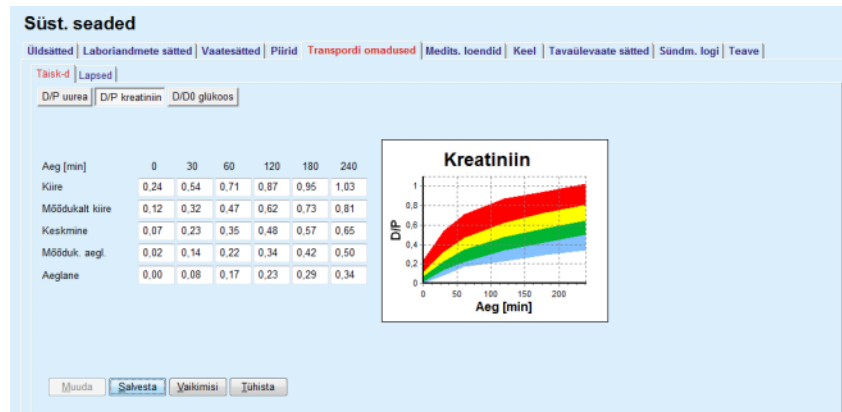 Süst. seaded
Üldsätted Laboriandmete sätted Vaatesätted Piirid Transpordi omadused Medits. loendid Keel Tavaülevaate sätted Sündm. logi Teave
Täisk-d Lapsed
D/P uurea D/P kreatiniin D/D0 glükoos
Aeg [min] 0 30 60 120 180 240
Kiire 0,24 0,54 0,71 0,87 0,95 1,03
Mõõdukalt kiire 0,12 0,32 0,47 0,62 0,73 0,81
Keskmine 0,07 0,23 0,35 0,48 0,57 0,65
Mõõduk. aegl. 0,02 0,14 0,22 0,34 0,42 0,50
Aeglane 0,00 0,08 0,17 0,23 0,29 0,34
Kreatiniin
D/P
1
0,8
0,6
0,4
0,2
0
0 50 100 150 200
Aeg [min]
Muuda Salvesta Vaikimisi Tühista